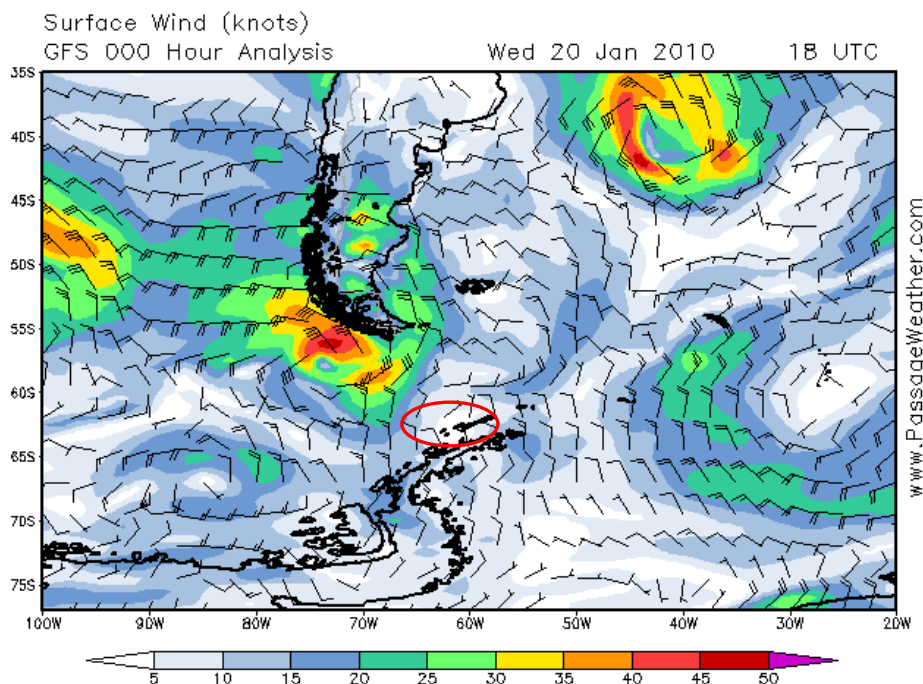 Surface Wind (knots)
GFS 000 Hour Analysis Wed 20 Jan 2010 18 UTC
35S
40S
45S
50S
55S
60S
65S
70S
75S
100W 90W 80W 70W 60W 50W 40W 30W 20W
5 10 15 20 25 30 35 40 45 50
www.PassageWeather.com